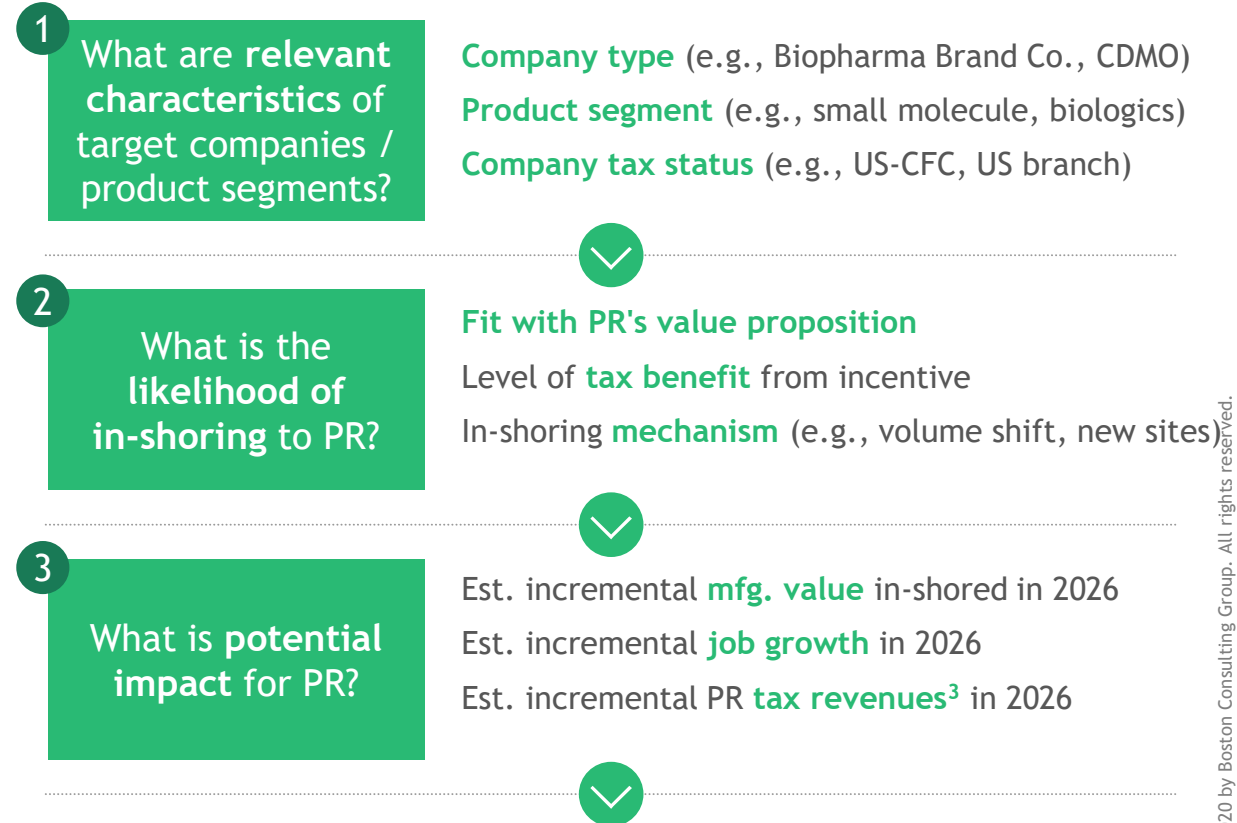 1
What are relevant
characteristics of
target companies /
product segments?
Company type (e.g., Biopharma Brand Co., CDMO)
Product segment (e.g., small molecule, biologics)
Company tax status (e.g., US-CFC, US branch)
2
What is the
likelihood of
in-shoring to PR?
Fit with PR's value proposition
Level of tax benefit from incentive
In-shoring mechanism (e.g., volume shift, new sites)
3
What is potential
impact for PR?
Est. incremental mfg. value in-shored in 2026
Est. incremental job growth in 2026
Est. incremental PR tax revenues³ in 2026
20 by Boston Consulting Group. All rights reserved.